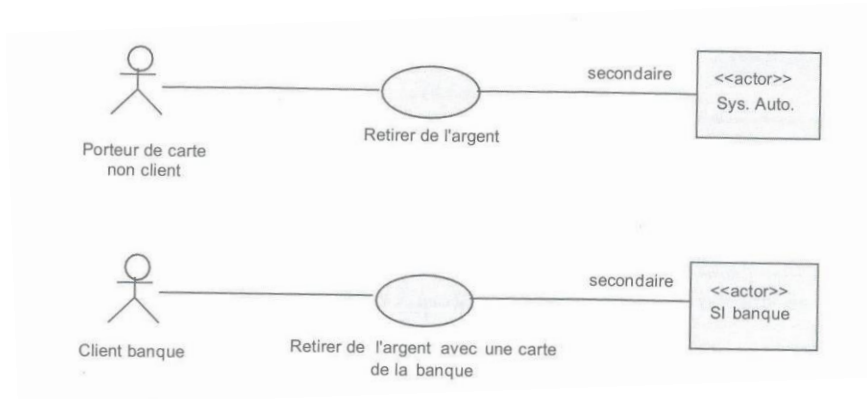 secondaire
<<actor>>
Sys. Auto.
Retirer de l'argent
Porteur de carte
non client
secondaire
<<actor>>
SI banque
Client banque
Retirer de l'argent avec une carte
de la banque